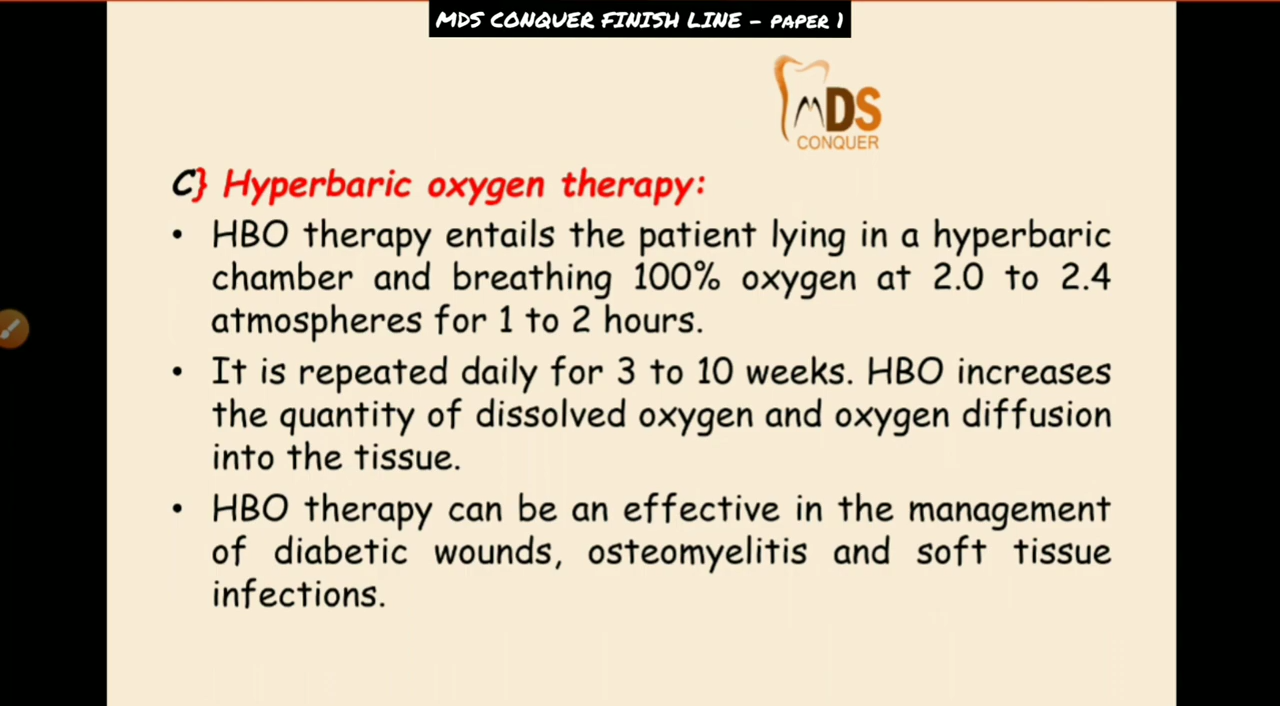 MDS CONQUER FINISH LINE – PAPER 1
MDS
CONQUER
C} Hyperbaric oxygen therapy:
• HBO therapy entails the patient lying in a hyperbaric
chamber and breathing 100% oxygen at 2.0 to 2.4
atmospheres for 1 to 2 hours.
• It is repeated daily for 3 to 10 weeks. HBO increases
the quantity of dissolved oxygen and oxygen diffusion
into the tissue.
• HBO therapy can be an effective in the management
of diabetic wounds, osteomyelitis and soft tissue
infections.